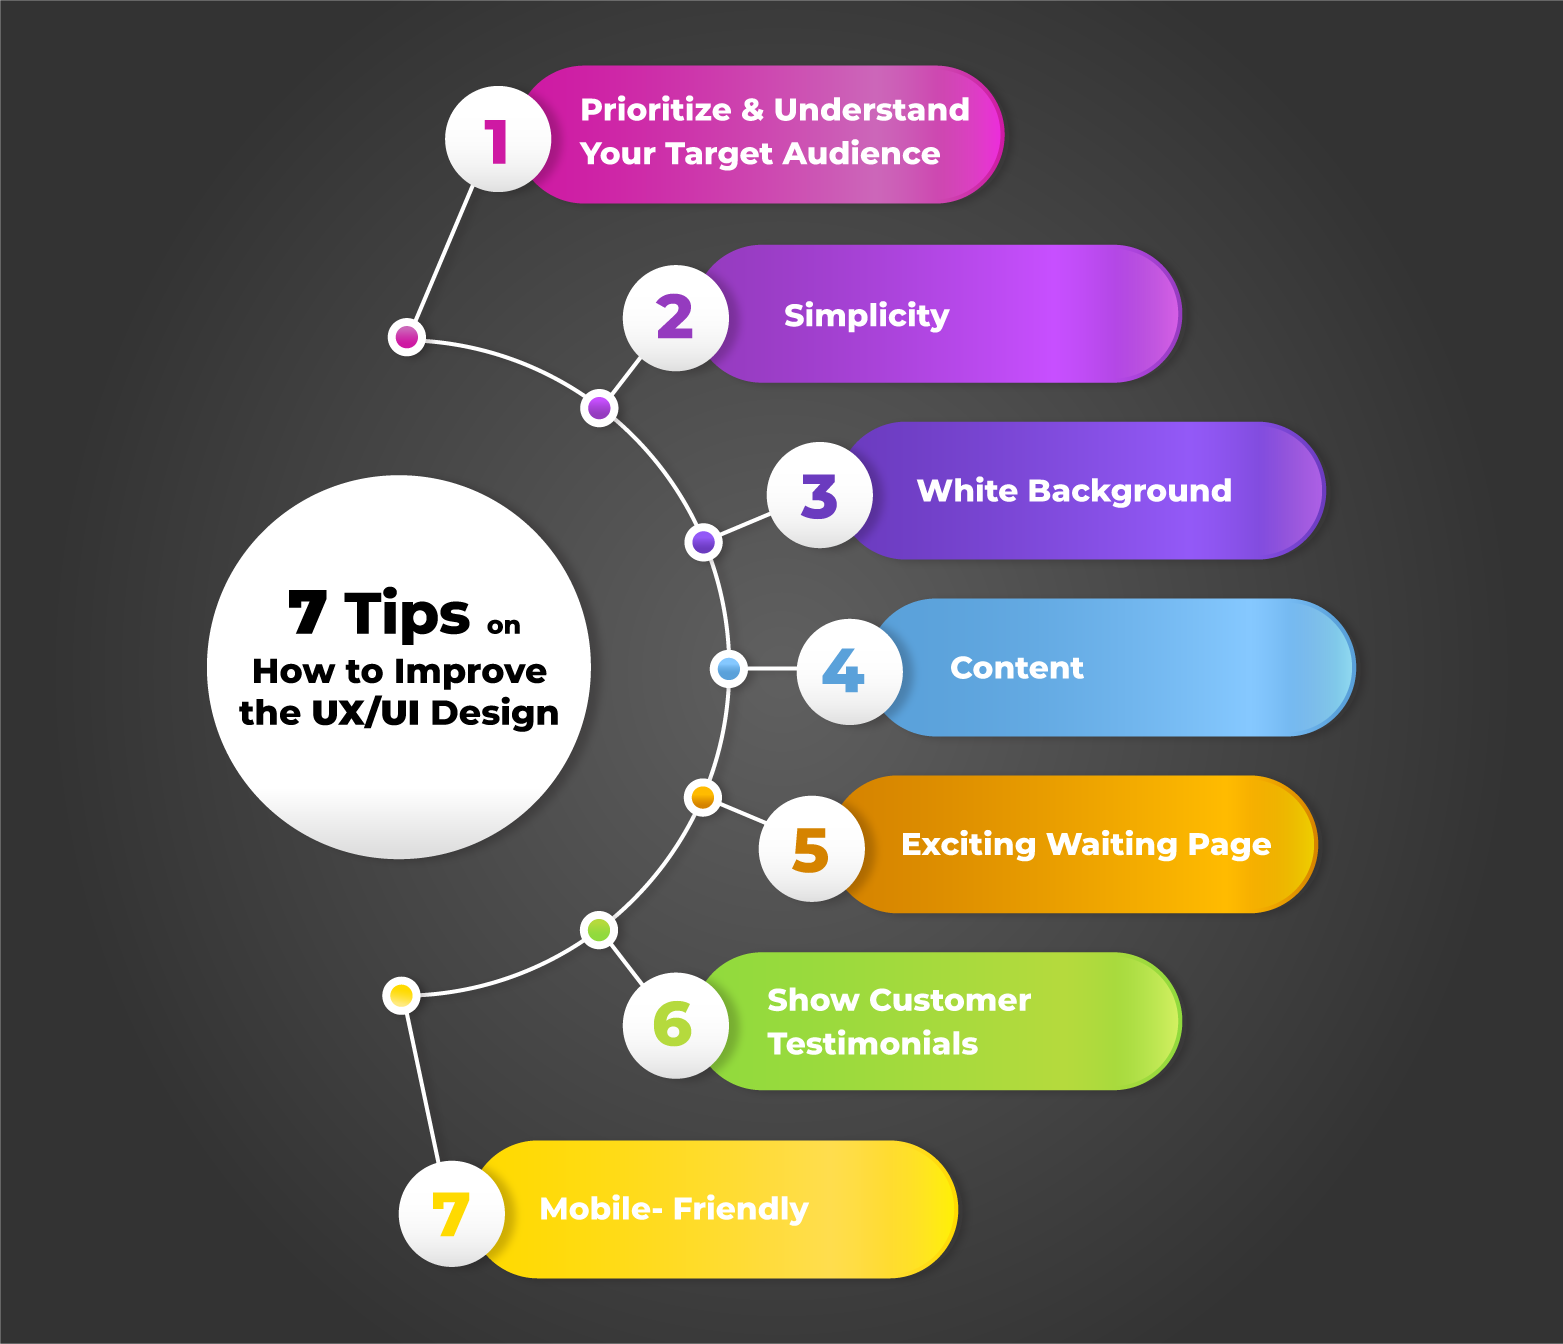 7 Tips on
How to Improve
the UX/UI Design
1
Prioritize & Understand
Your Target Audience
2
Simplicity
3
White Background
4
Content
5
Exciting Waiting Page
6
Show Customer
Testimonials
7
Mobile- Friendly